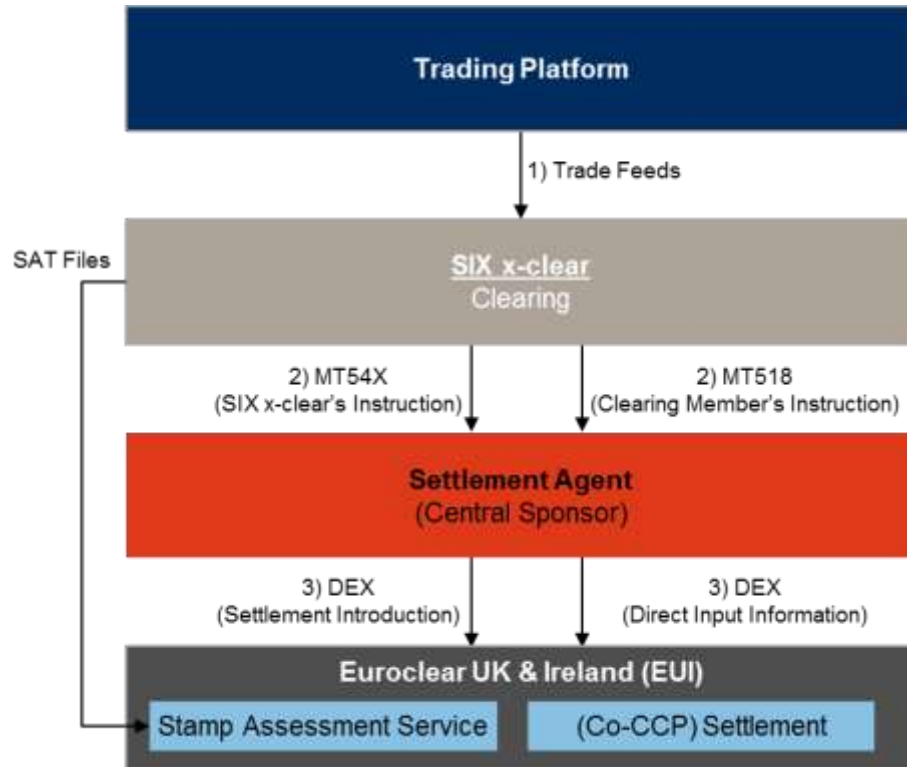 Trading Platform
1) Trade Feeds
SAT Files
SIX x-clear
Clearing
2) MT54X
(SIX x-clear's Instruction)
2) MT518
(Clearing Member's Instruction)
Settlement Agent
(Central Sponsor)
3) DEX
(Settlement Introduction)
3) DEX
(Direct Input Information)
Euroclear UK & Ireland (EUI)
Stamp Assessment Service
(Co-CCP) Settlement